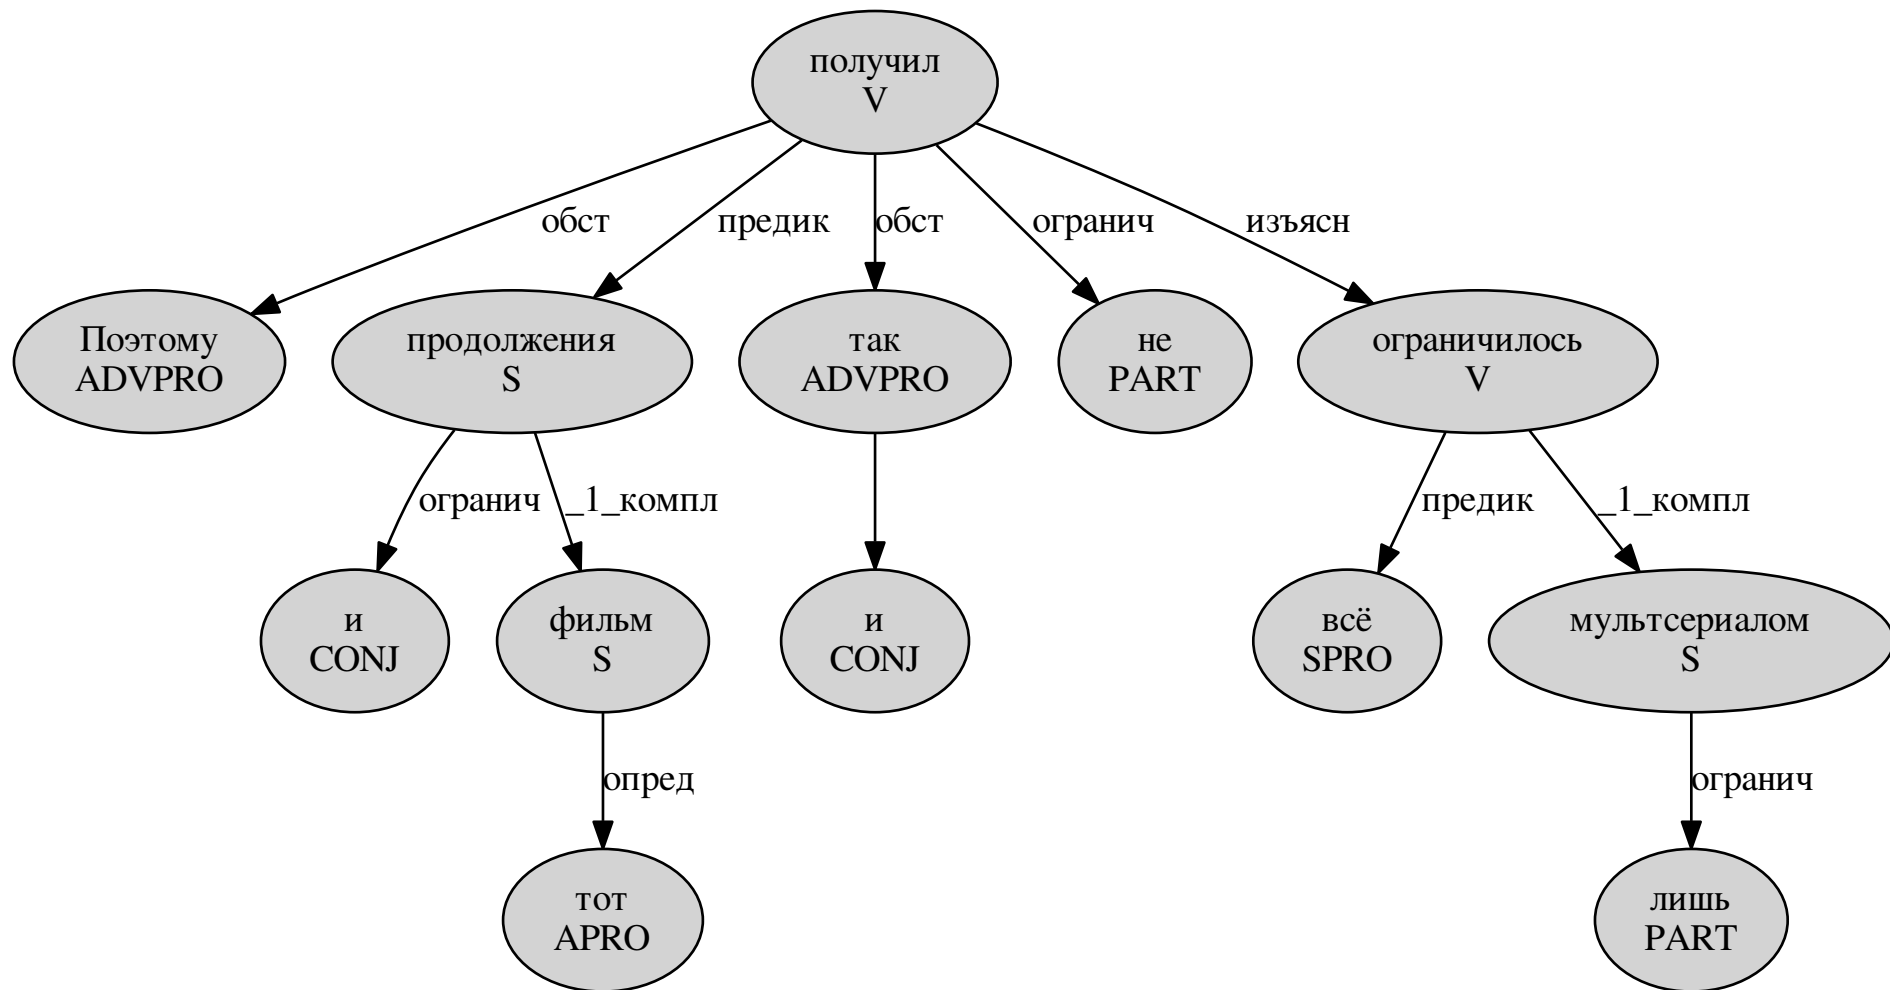 получил
V
обст
предик
обст
огранич
изъясн
Поэтому
ADVPRO
продолжения
S
так
ADVPRO
не
PART
ограничилось
V
огранич
_1_компл
предик
_1_компл
и
CONJ
фильм
S
и
CONJ
всё
SPRO
мультсериалом
S
опред
огранич
тот
APRO
лишь
PART